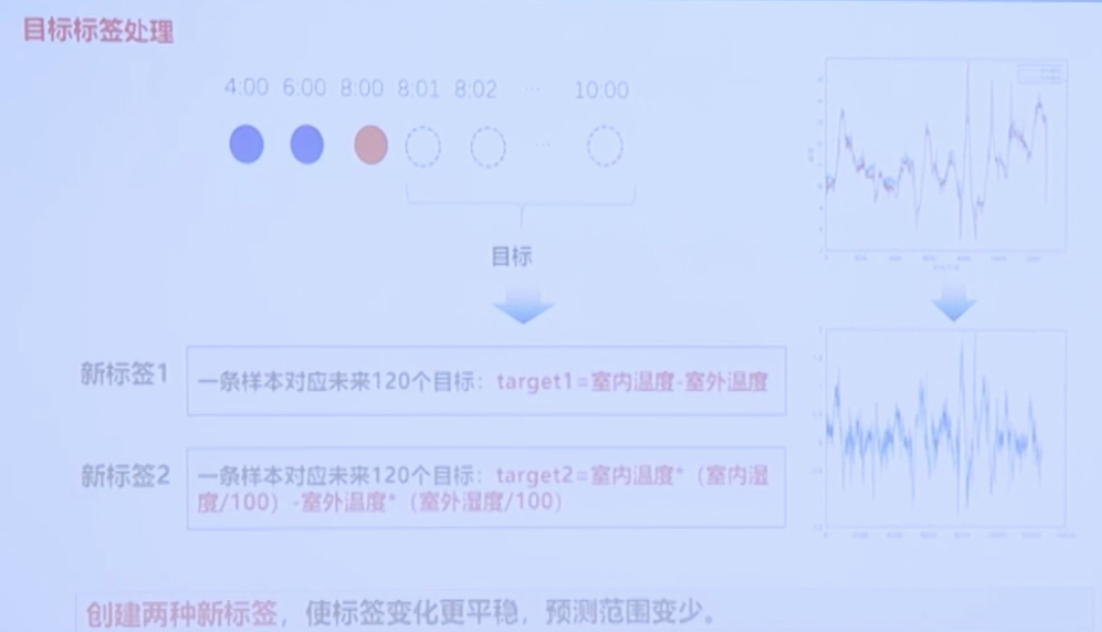 目标标签处理
4:00 6:00 8:00 8:01 8:02 ... 10:00
...
目标
新标签1
一条样本对应未来120个目标：target1=室内温度-室外温度
新标签2
一条样本对应未来120个目标：target2=室内温度*（室内湿
度/100）-室外温度*（室外湿度/100）
创建两种新标签，使标签变化更平稳，预测范围变少。